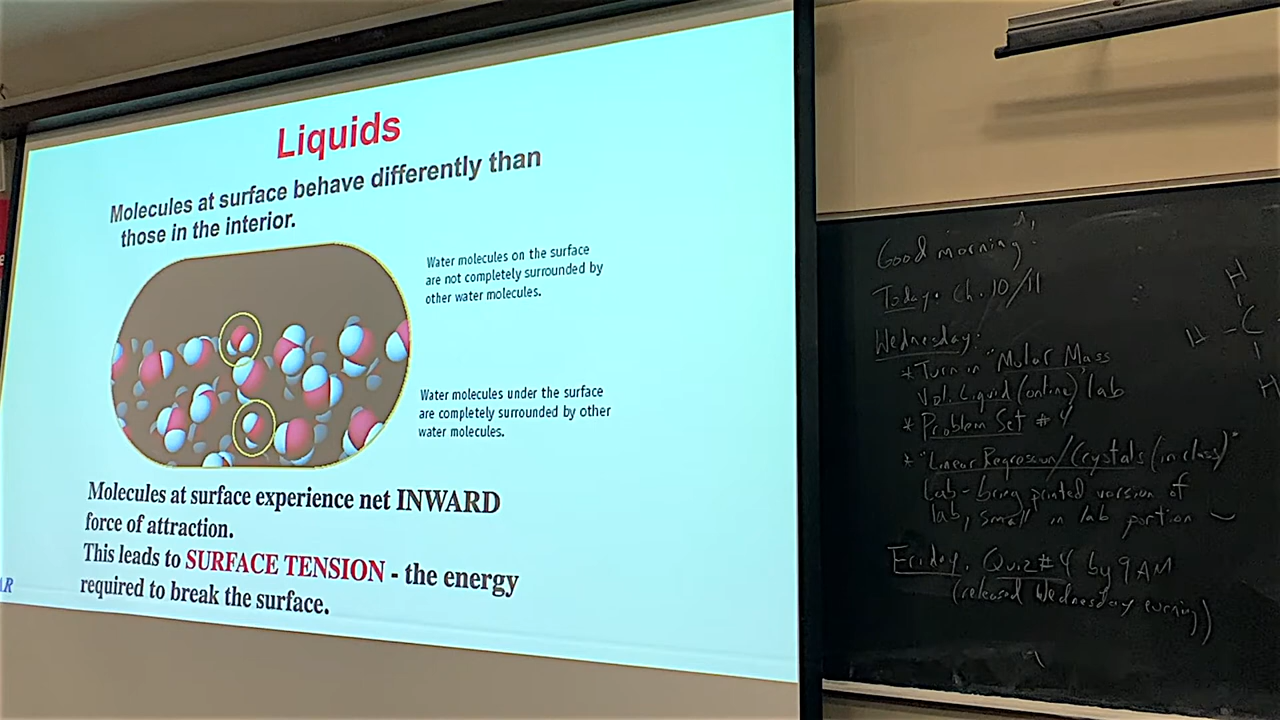 Liquids
Molecules at surface behave differently than
those in the interior.
Water molecules on the surface
are not completely surrounded by
other water molecules.
Water molecules under the surface
are completely surrounded by other
water molecules.
Molecules at surface experience net INWARD
force of attraction.
This leads to SURFACE TENSION - the energy
required to break the surface.
AR
Good morning!
Today: Ch. 10/11
Wednesday:
*Turn in "Molar Mass
Vol. Liquid (online) lab
* Problem Set #4
* "Linear Regression/Crystals (in class)"
Lab - bring printed version of
lab, small in lab portion
Friday. Quiz #4 by 9AM
(released Wednesday evening)
H
H - C
H